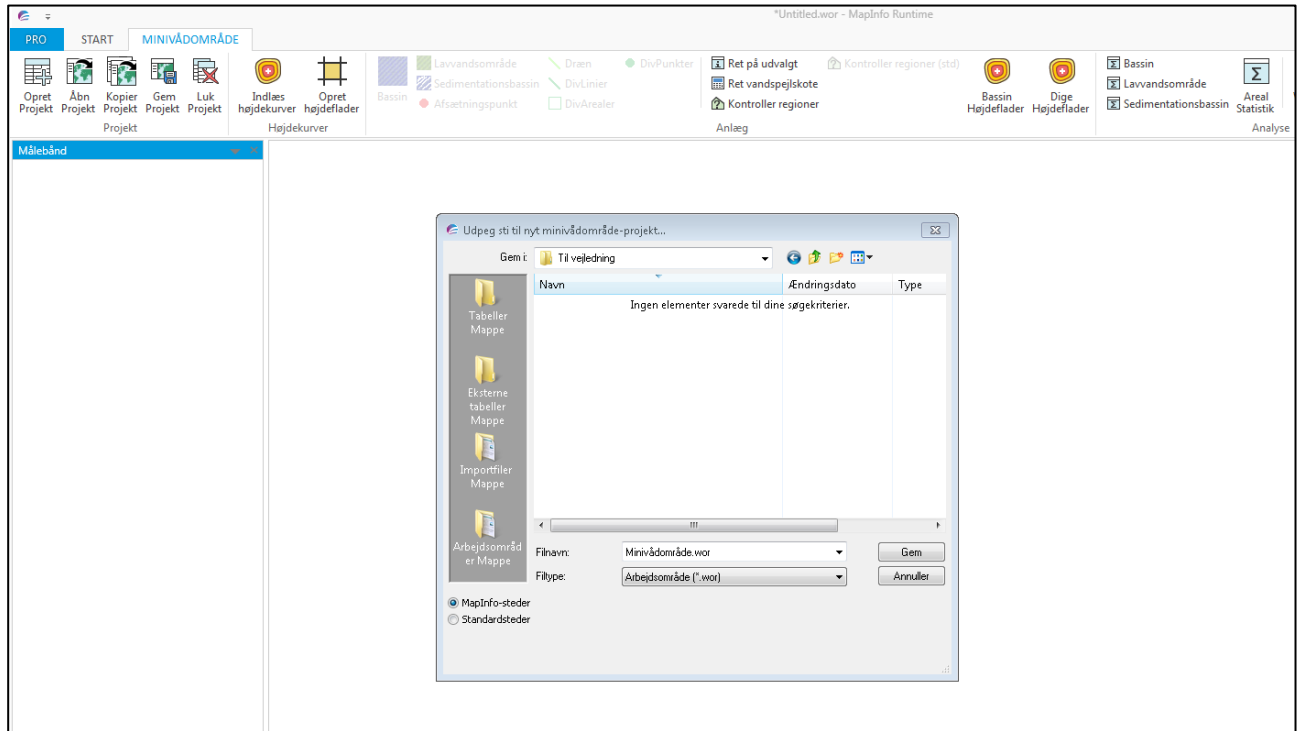 *Untitled.wor - MapInfo Runtime
PRO START MINIVÅDOMRÅDE
Opret Projekt
Åbn Projekt
Kopier Projekt
Gem Projekt
Luk Projekt
Projekt
Indlæs højdekurver
Opret højdeflader
Højdekurver
Bassin
Lavvandsområde
Sedimentationsbassin
Afsætningspunkt
Dræn
DivLinier
DivArealer
DivPunkter
Ret på udvalgt
Ret vandspejlskote
Kontroller regioner
Kontroller regioner (std)
Bassin Højdeflader
Dige Højdeflader
Anlæg
Bassin
Lavvandsområde
Sedimentationsbassin
Areal Statistik
Analyse
Målebånd
Udpeg sti til nyt minivådområde-projekt...
Gem i: Til vejledning
Navn Ændringsdato Type
Ingen elementer svarede til dine søgekriterier.
Tabeller
Mappe
Eksterne
tabeller
Mappe
Importfiler
Mappe
Arbejdsområd
er Mappe
Filnavn: Minivådområde.wor Gem
Filtype: Arbejdsområde (*.wor) Annuller
MapInfo-steder
Standardsteder